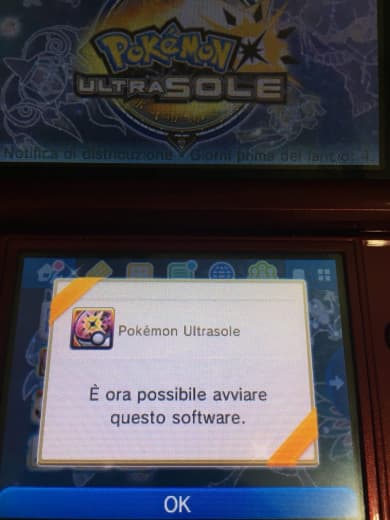 POKÉMON
ULTRASOLE
Notifica di distribuzione - Giorni prima del lancio: 1
Pokémon Ultrasole
È ora possibile avviare
questo software.
OK